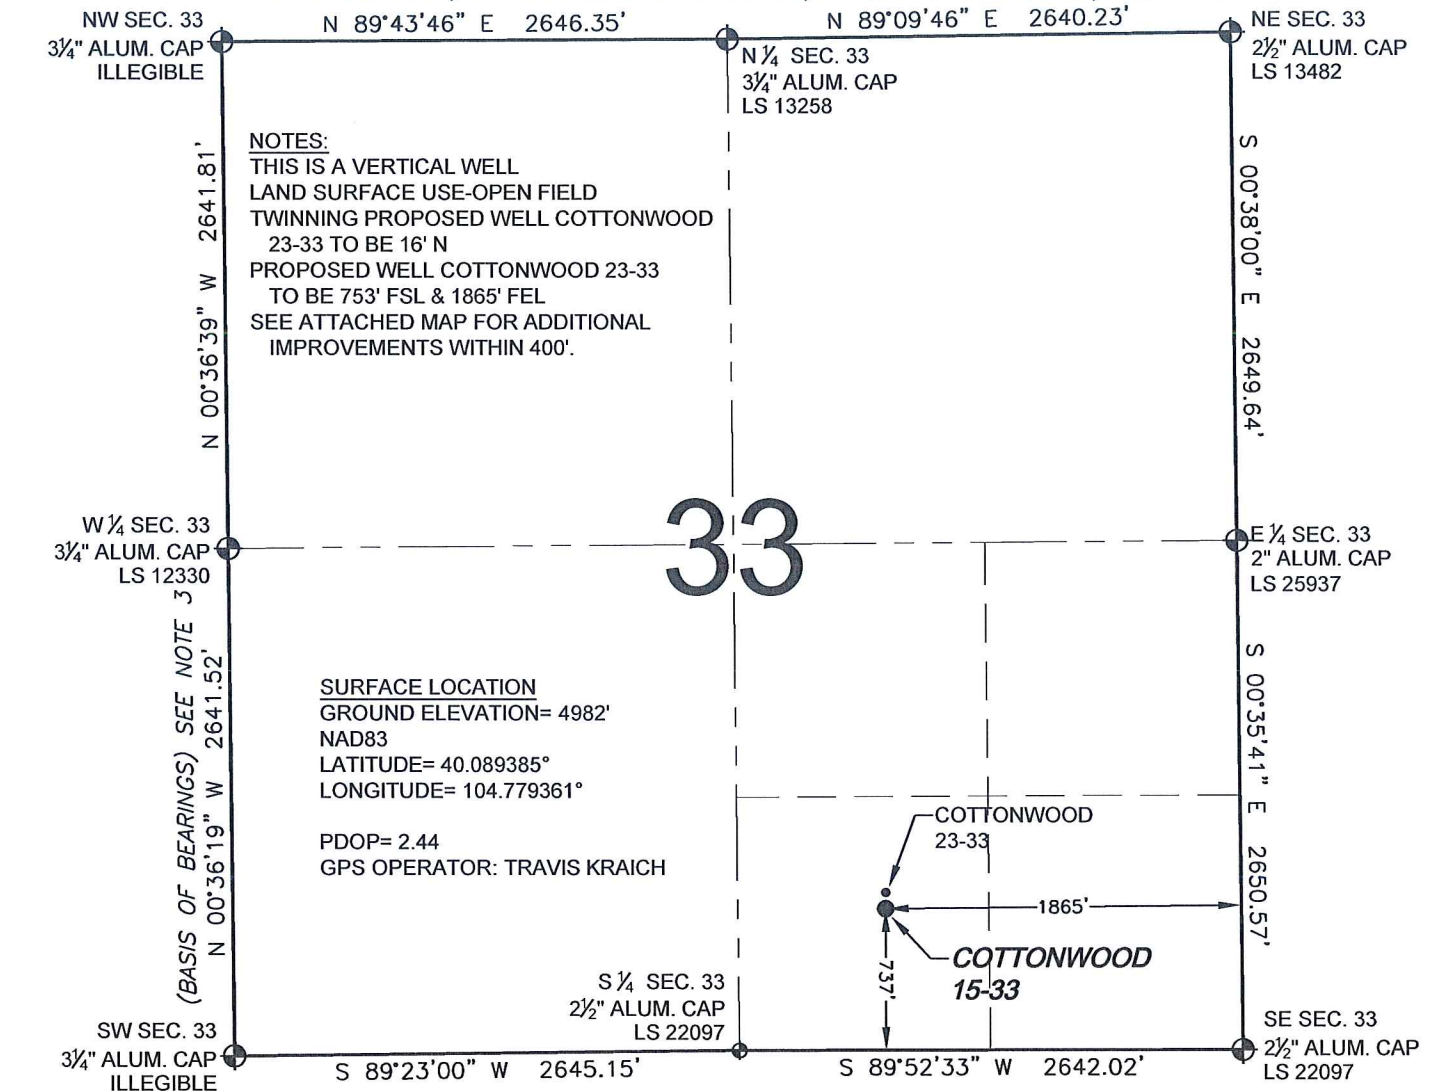 N 89°43'46" E 2646.35'
N 89°09'46" E 2640.23'
NW SEC. 33
3¼" ALUM. CAP
ILLEGIBLE
N ¼ SEC. 33
3¼" ALUM. CAP
LS 13258
NE SEC. 33
2½" ALUM. CAP
LS 13482
NOTES:
THIS IS A VERTICAL WELL
LAND SURFACE USE-OPEN FIELD
TWINNING PROPOSED WELL COTTONWOOD
23-33 TO BE 16' N
PROPOSED WELL COTTONWOOD 23-33
TO BE 753' FSL & 1865' FEL
SEE ATTACHED MAP FOR ADDITIONAL
IMPROVEMENTS WITHIN 400'.
N 00°36'39" W 2641.81'
S 00°38'00" E 2649.64'
33
W ¼ SEC. 33
3¼" ALUM. CAP
LS 12330
E ¼ SEC. 33
2" ALUM. CAP
LS 25937
(BASIS OF BEARINGS) SEE NOTE 3
N 00°36'19" W 2641.52'
SURFACE LOCATION
GROUND ELEVATION= 4982'
NAD83
LATITUDE= 40.089385°
LONGITUDE= 104.779361°
PDOP= 2.44
GPS OPERATOR: TRAVIS KRAICH
S 00°35'41" E 2650.57'
COTTONWOOD
23-33
1865'
737'
COTTONWOOD
15-33
S ¼ SEC. 33
2½" ALUM. CAP
LS 22097
SW SEC. 33
3¼" ALUM. CAP
ILLEGIBLE
SE SEC. 33
2½" ALUM. CAP
LS 22097
S 89°23'00" W 2645.15'
S 89°52'33" W 2642.02'